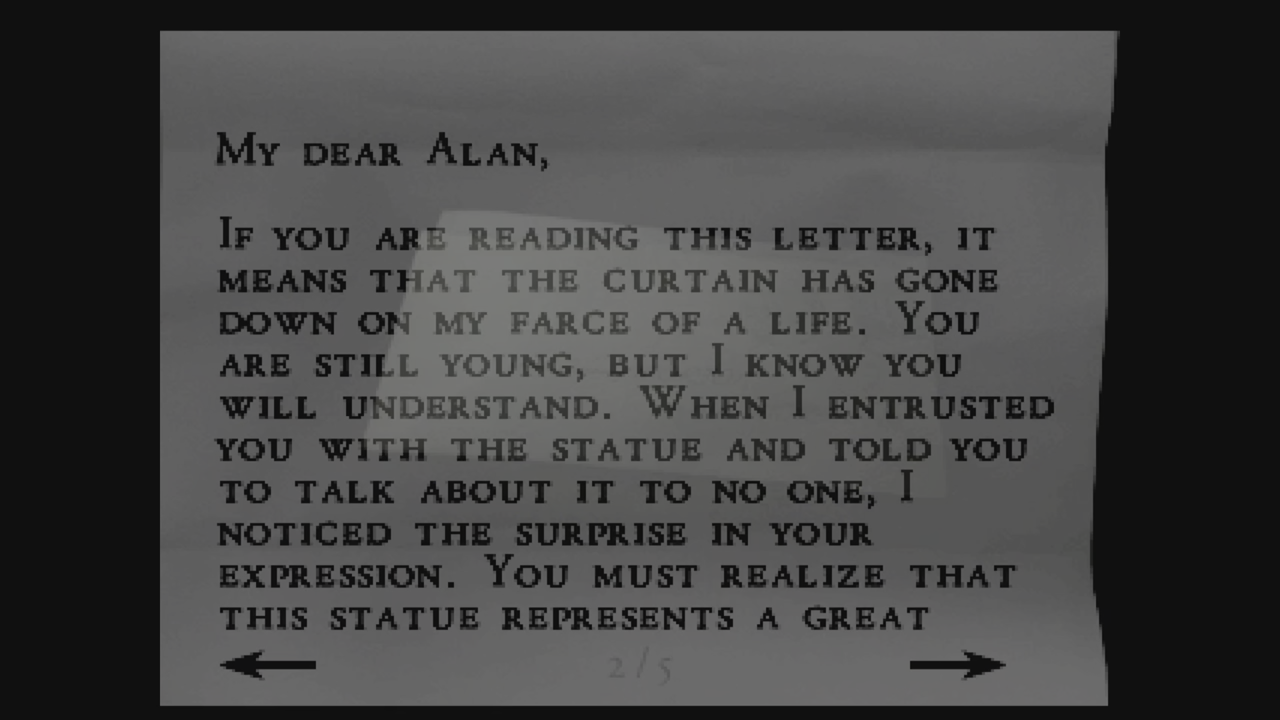 My dear Alan,
If you are reading this letter, it
means that the curtain has gone
down on my farce of a life. You
are still young, but I know you
will understand. When I entrusted
you with the statue and told you
to talk about it to no one, I
noticed the surprise in your
expression. You must realize that
this statue represents a great
2/5